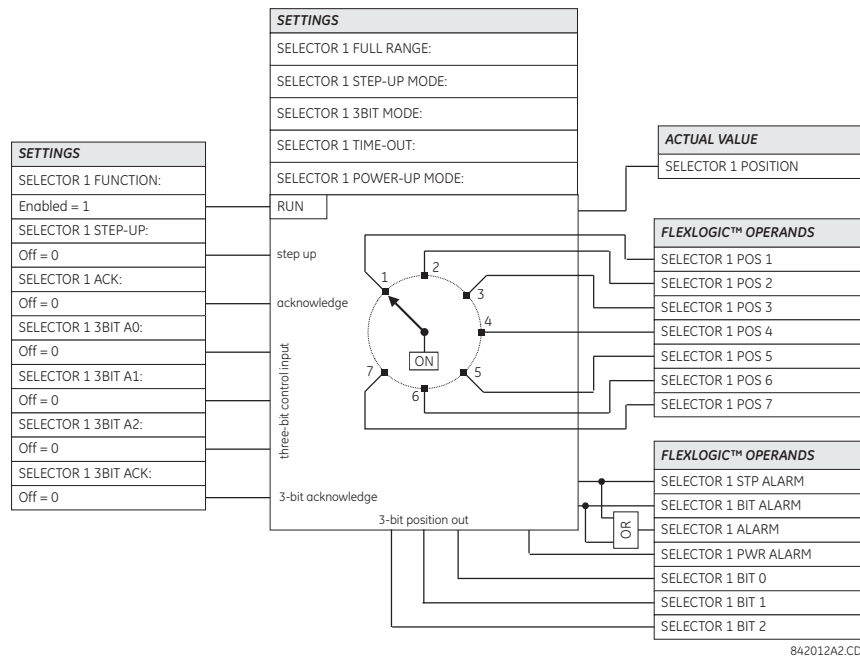 SETTINGS
SELECTOR 1 FULL RANGE:
SELECTOR 1 STEP-UP MODE:
SELECTOR 1 3BIT MODE:
SELECTOR 1 TIME-OUT:
SELECTOR 1 POWER-UP MODE:
SETTINGS
SELECTOR 1 FUNCTION:
Enabled = 1
SELECTOR 1 STEP-UP:
Off = 0
SELECTOR 1 ACK:
Off = 0
SELECTOR 1 3BIT A0:
Off = 0
SELECTOR 1 3BIT A1:
Off = 0
SELECTOR 1 3BIT A2:
Off = 0
SELECTOR 1 3BIT ACK:
Off = 0
RUN
step up
acknowledge
three-bit control input
3-bit acknowledge
3-bit position out
1
2
3
4
5
6
7
ON
ACTUAL VALUE
SELECTOR 1 POSITION
FLEXLOGIC™ OPERANDS
SELECTOR 1 POS 1
SELECTOR 1 POS 2
SELECTOR 1 POS 3
SELECTOR 1 POS 4
SELECTOR 1 POS 5
SELECTOR 1 POS 6
SELECTOR 1 POS 7
FLEXLOGIC™ OPERANDS
SELECTOR 1 STP ALARM
SELECTOR 1 BIT ALARM
OR
SELECTOR 1 ALARM
SELECTOR 1 PWR ALARM
SELECTOR 1 BIT 0
SELECTOR 1 BIT 1
SELECTOR 1 BIT 2
842012A2.CD